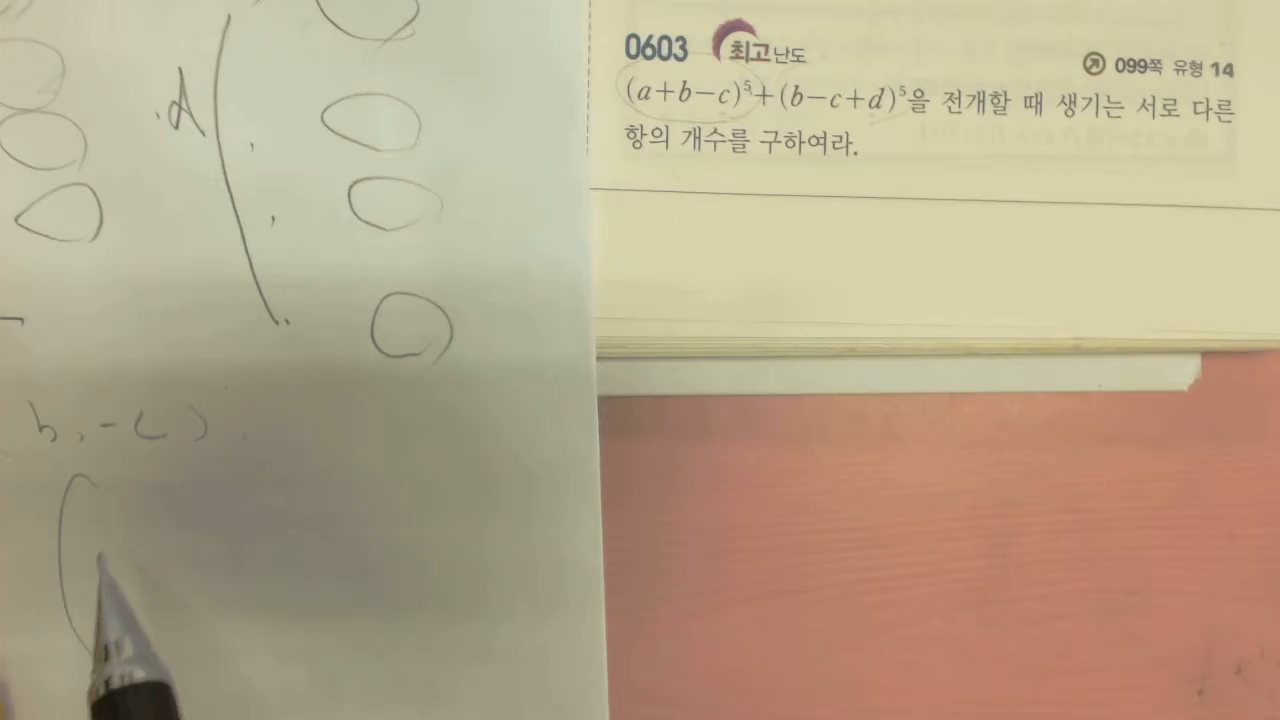 0603 최고난도
099쪽 유형 14
(a+b-c)⁵+(b-c+d)⁵을 전개할 때 생기는 서로 다른
항의 개수를 구하여라.
b, -c)